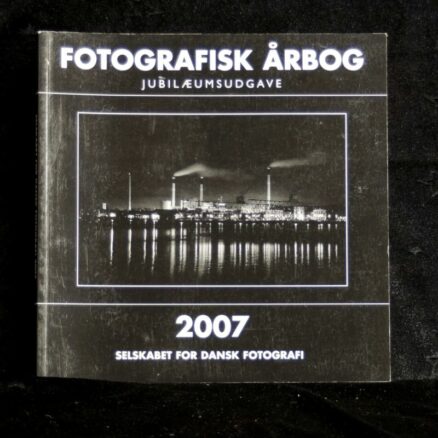 FOTOGRAFISK ÅRBOG
JUBILÆUMSUDGAVE
2007
SELSKABET FOR DANSK FOTOGRAFI